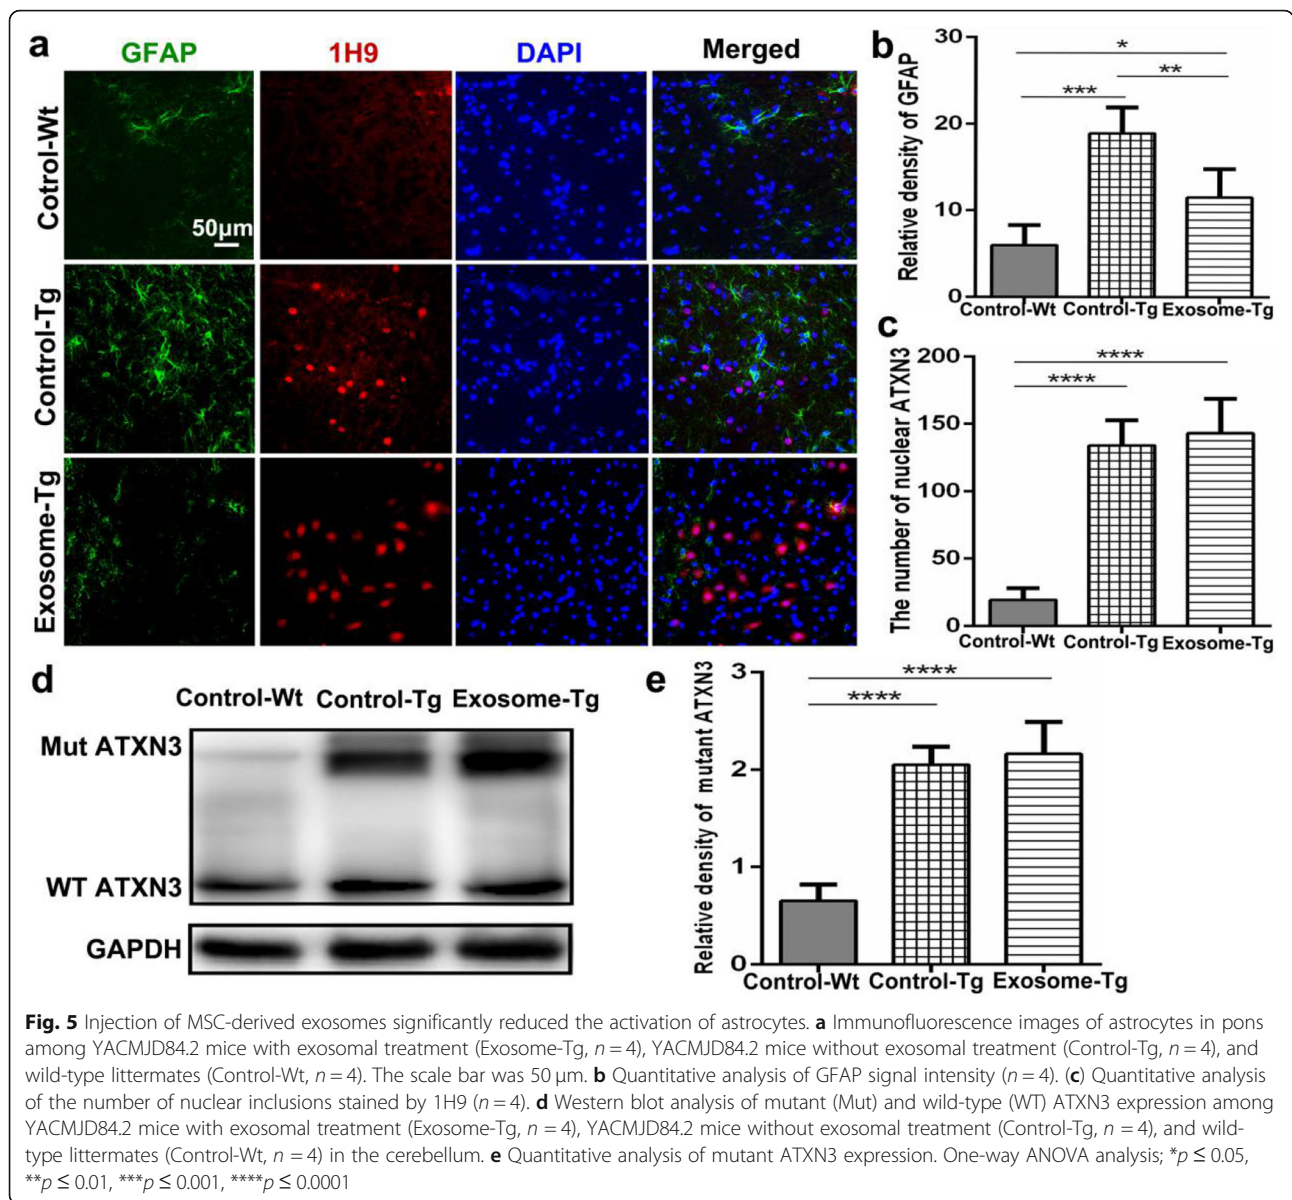 a
GFAP
1H9
DAPI
Merged
Cotrol-Wt
50µm
Control-Tg
Exosome-Tg
b
Relative density of GFAP
30
20
10
0
*
**
***
Control-Wt Control-Tg Exosome-Tg
c
The number of nuclear ATXN3
200
150
100
50
0
****
****
Control-Wt Control-Tg Exosome-Tg
d
Control-Wt Control-Tg Exosome-Tg
Mut ATXN3
WT ATXN3
GAPDH
e
Relative density of mutant ATXN3
3
2
1
0
****
****
Control-Wt Control-Tg Exosome-Tg
Fig. 5 Injection of MSC-derived exosomes significantly reduced the activation of astrocytes. a Immunofluorescence images of astrocytes in pons
among YACMJD84.2 mice with exosomal treatment (Exosome-Tg, n = 4), YACMJD84.2 mice without exosomal treatment (Control-Tg, n = 4), and
wild-type littermates (Control-Wt, n = 4). The scale bar was 50 µm. b Quantitative analysis of GFAP signal intensity (n = 4). (c) Quantitative analysis
of the number of nuclear inclusions stained by 1H9 (n = 4). d Western blot analysis of mutant (Mut) and wild-type (WT) ATXN3 expression among
YACMJD84.2 mice with exosomal treatment (Exosome-Tg, n = 4), YACMJD84.2 mice without exosomal treatment (Control-Tg, n = 4), and wild-
type littermates (Control-Wt, n = 4) in the cerebellum. e Quantitative analysis of mutant ATXN3 expression. One-way ANOVA analysis; *p ≤ 0.05,
**p ≤ 0.01, ***p ≤ 0.001, ****p ≤ 0.0001